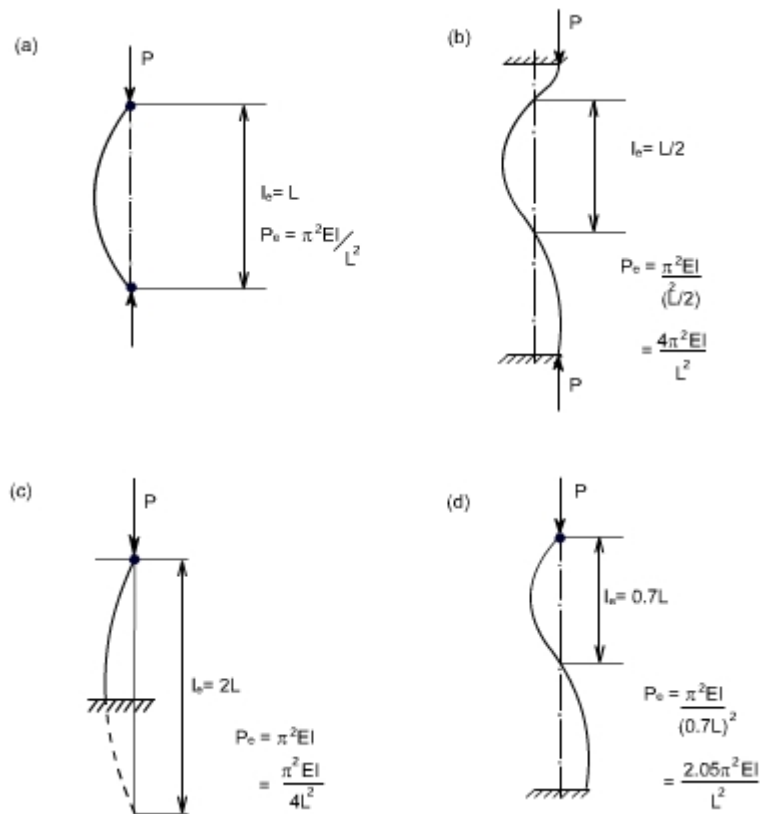 (a)
P
lₑ= L
Pₑ = π²EI/L²
(b)
P
lₑ = L/2
Pₑ = π²EI
(L/2)²
= 4π²EI
L²
P
(c)
P
lₑ= 2L
Pₑ = π²EI
= π²EI
4L²
(d)
P
lₑ= 0.7L
Pₑ = π²EI
(0.7L)²
= 2.05π²EI
L²